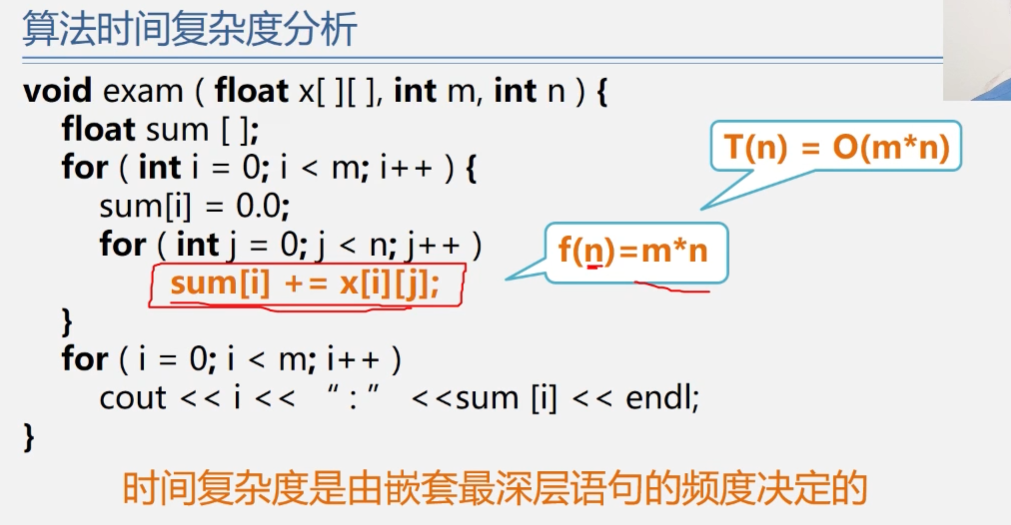 算法时间复杂度分析
void exam ( float x[ ][ ], int m, int n ) {
float sum [ ];
for ( int i = 0; i < m; i++ ) {
T(n) = O(m*n)
sum[i] = 0.0;
for ( int j = 0; j < n; j++ )
f(n)=m*n
sum[i] += x[i][j];
}
for ( i = 0; i < m; i++ )
cout << i << “ : ” <<sum [i] << endl;
}
时间复杂度是由嵌套最深层语句的频度决定的